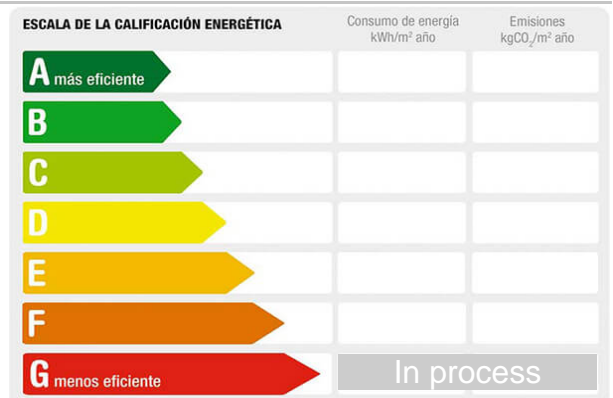 ESCALA DE LA CALIFICACIÓN ENERGÉTICA
Consumo de energía
kWh/m² año
Emisiones
kgCO₂/m² año
A más eficiente
B
C
D
E
F
G menos eficiente
In process